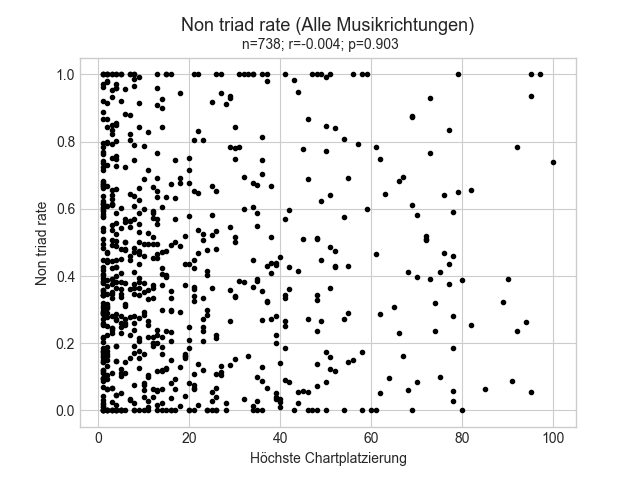 Non triad rate (Alle Musikrichtungen)
n=738; r=-0.004; p=0.903
1.0
0.8
0.6
0.4
0.2
0.0
Non triad rate
0 20 40 60 80 100
Höchste Chartplatzierung